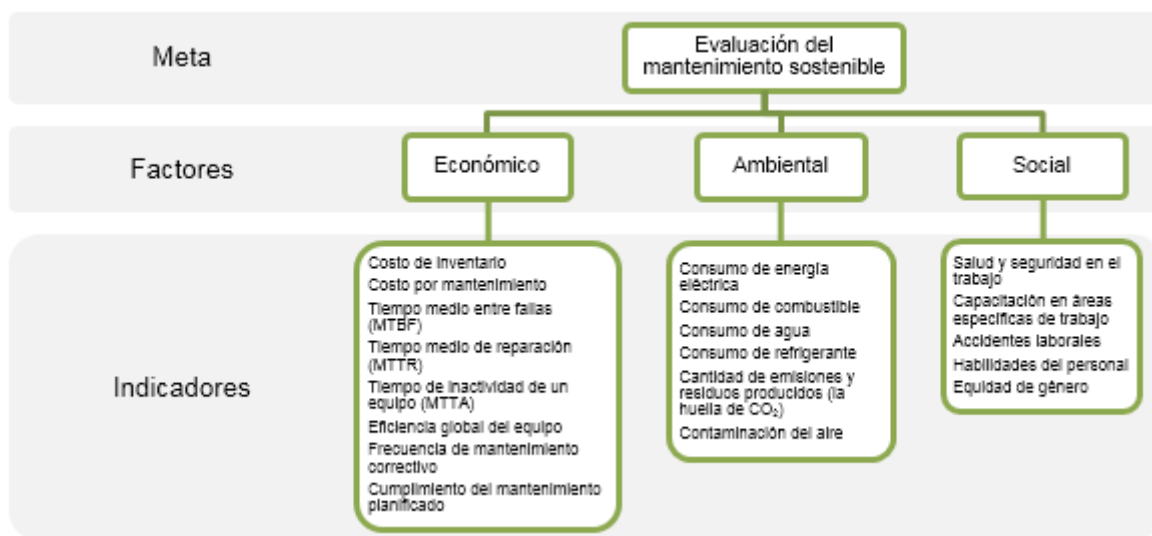 Meta
Evaluación del
mantenimiento sostenible
Factores
Económico
Ambiental
Social
Indicadores
Costo de inventario
Costo por mantenimiento
Tiempo medio entre fallas
(MTBF)
Tiempo medio de reparación
(MTTR)
Tiempo de inactividad de un
equipo (MTTA)
Eficiencia global del equipo
Frecuencia de mantenimiento
correctivo
Cumplimiento del mantenimiento
planificado
Consumo de energía
eléctrica
Consumo de combustible
Consumo de agua
Consumo de refrigerante
Cantidad de emisiones y
residuos producidos (la
huella de CO₂)
Contaminación del aire
Salud y seguridad en el
trabajo
Capacitación en áreas
específicas de trabajo
Accidentes laborales
Habilidades del personal
Equidad de género